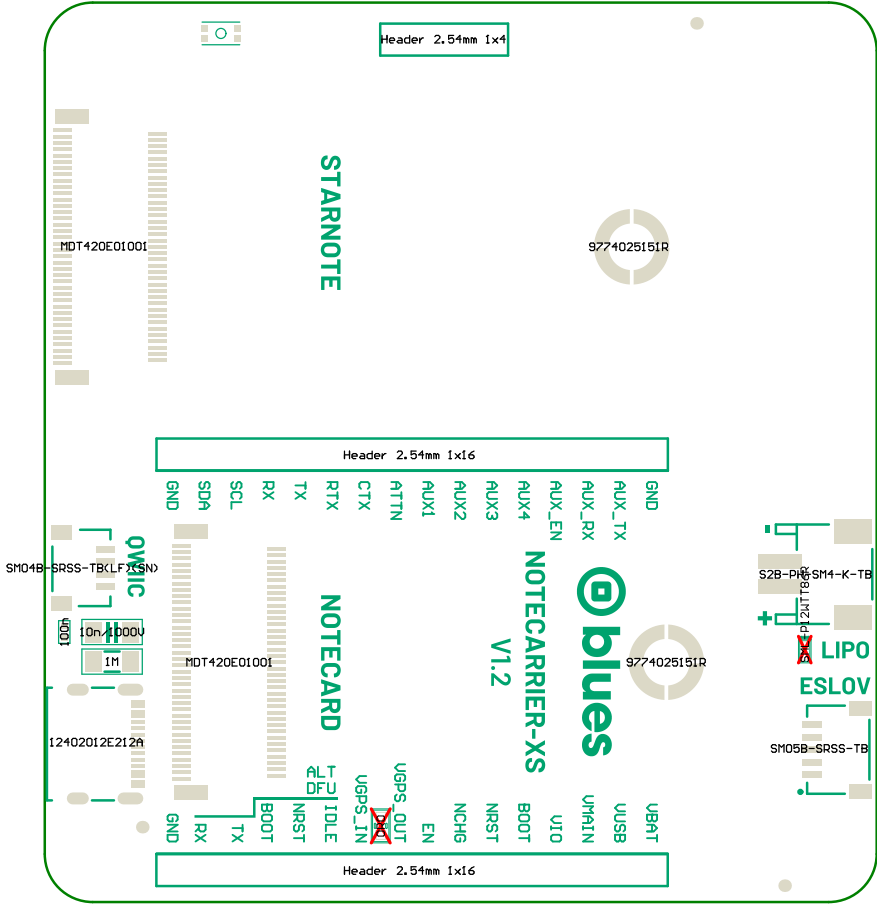 Header 2.54mm 1x4
STARNOTE
MDT420E01001
9774025151R
Header 2.54mm 1x16
GND
SDA
SCL
RX
TX
RTX
CTX
ATTN
AUX1
AUX2
AUX3
AUX4
AUX_EN
AUX_RX
AUX_TX
GND
QWIIC
SM04B-SRSS-TB(LF)(SN)
100n
10n/1000V
1M
MDT420E01001
NOTECARD
NOTECARRIER-XS
V1.2
blues
9774025151R
S2B-PH-SM4-K-TB
LIPO
ESLOV
12402012E212A
SM05B-SRSS-TB
ALT
DFU
GND
RX
TX
BOOT
NRST
IDLE
VGPS_IN
VGPS_OUT
EN
NCHG
NRST
BOOT
VIO
VMAIN
VUSB
VBAT
Header 2.54mm 1x16